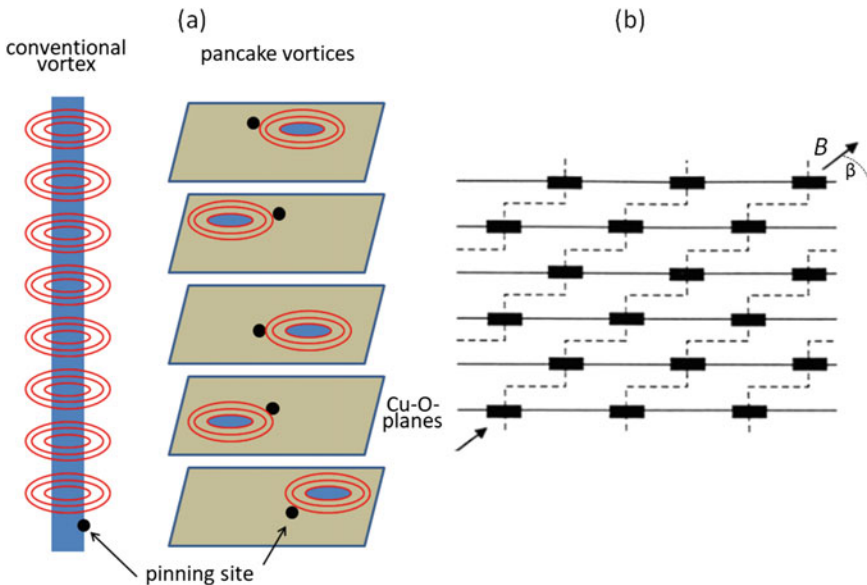 (a)
conventional
vortex
pancake vortices
Cu-O-
planes
pinning site
(b)
B
β